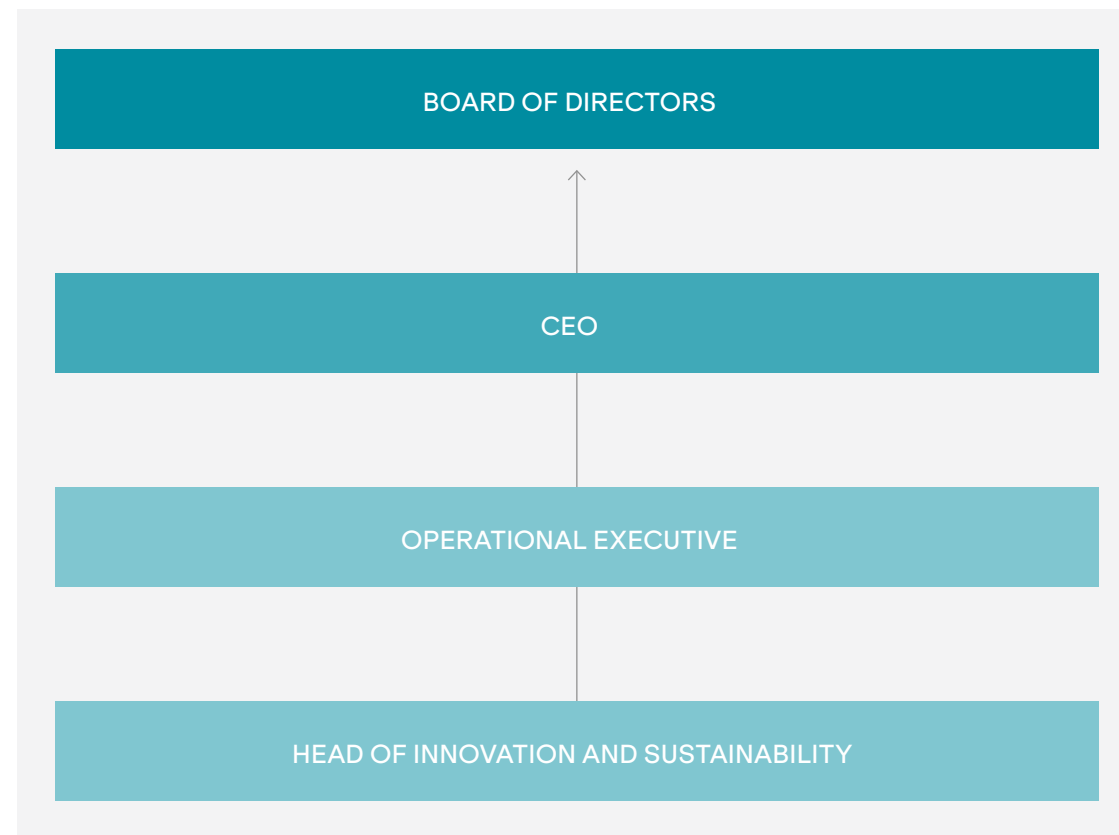 BOARD OF DIRECTORS
CEO
OPERATIONAL EXECUTIVE
HEAD OF INNOVATION AND SUSTAINABILITY